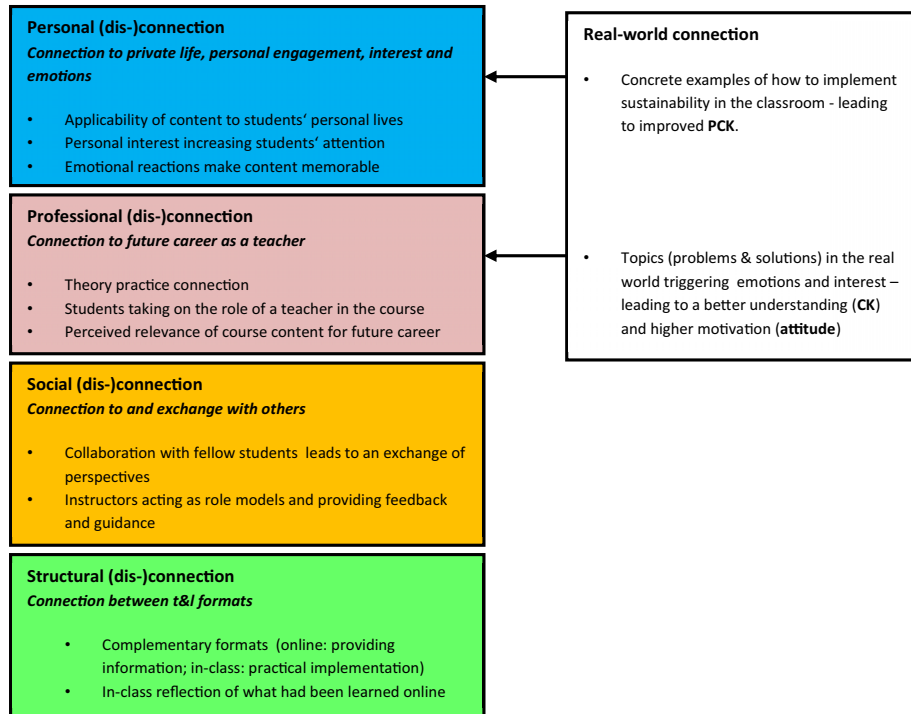 Personal (dis-)connection
Connection to private life, personal engagement, interest and
emotions
• Applicability of content to students‘ personal lives
• Personal interest increasing students‘ attention
• Emotional reactions make content memorable
Professional (dis-)connection
Connection to future career as a teacher
• Theory practice connection
• Students taking on the role of a teacher in the course
• Perceived relevance of course content for future career
Social (dis-)connection
Connection to and exchange with others
• Collaboration with fellow students leads to an exchange of
perspectives
• Instructors acting as role models and providing feedback
and guidance
Structural (dis-)connection
Connection between t&l formats
• Complementary formats (online: providing
information; in-class: practical implementation)
• In-class reflection of what had been learned online
Real-world connection
• Concrete examples of how to implement
sustainability in the classroom - leading
to improved PCK.
• Topics (problems & solutions) in the real
world triggering emotions and interest –
leading to a better understanding (CK)
and higher motivation (attitude)